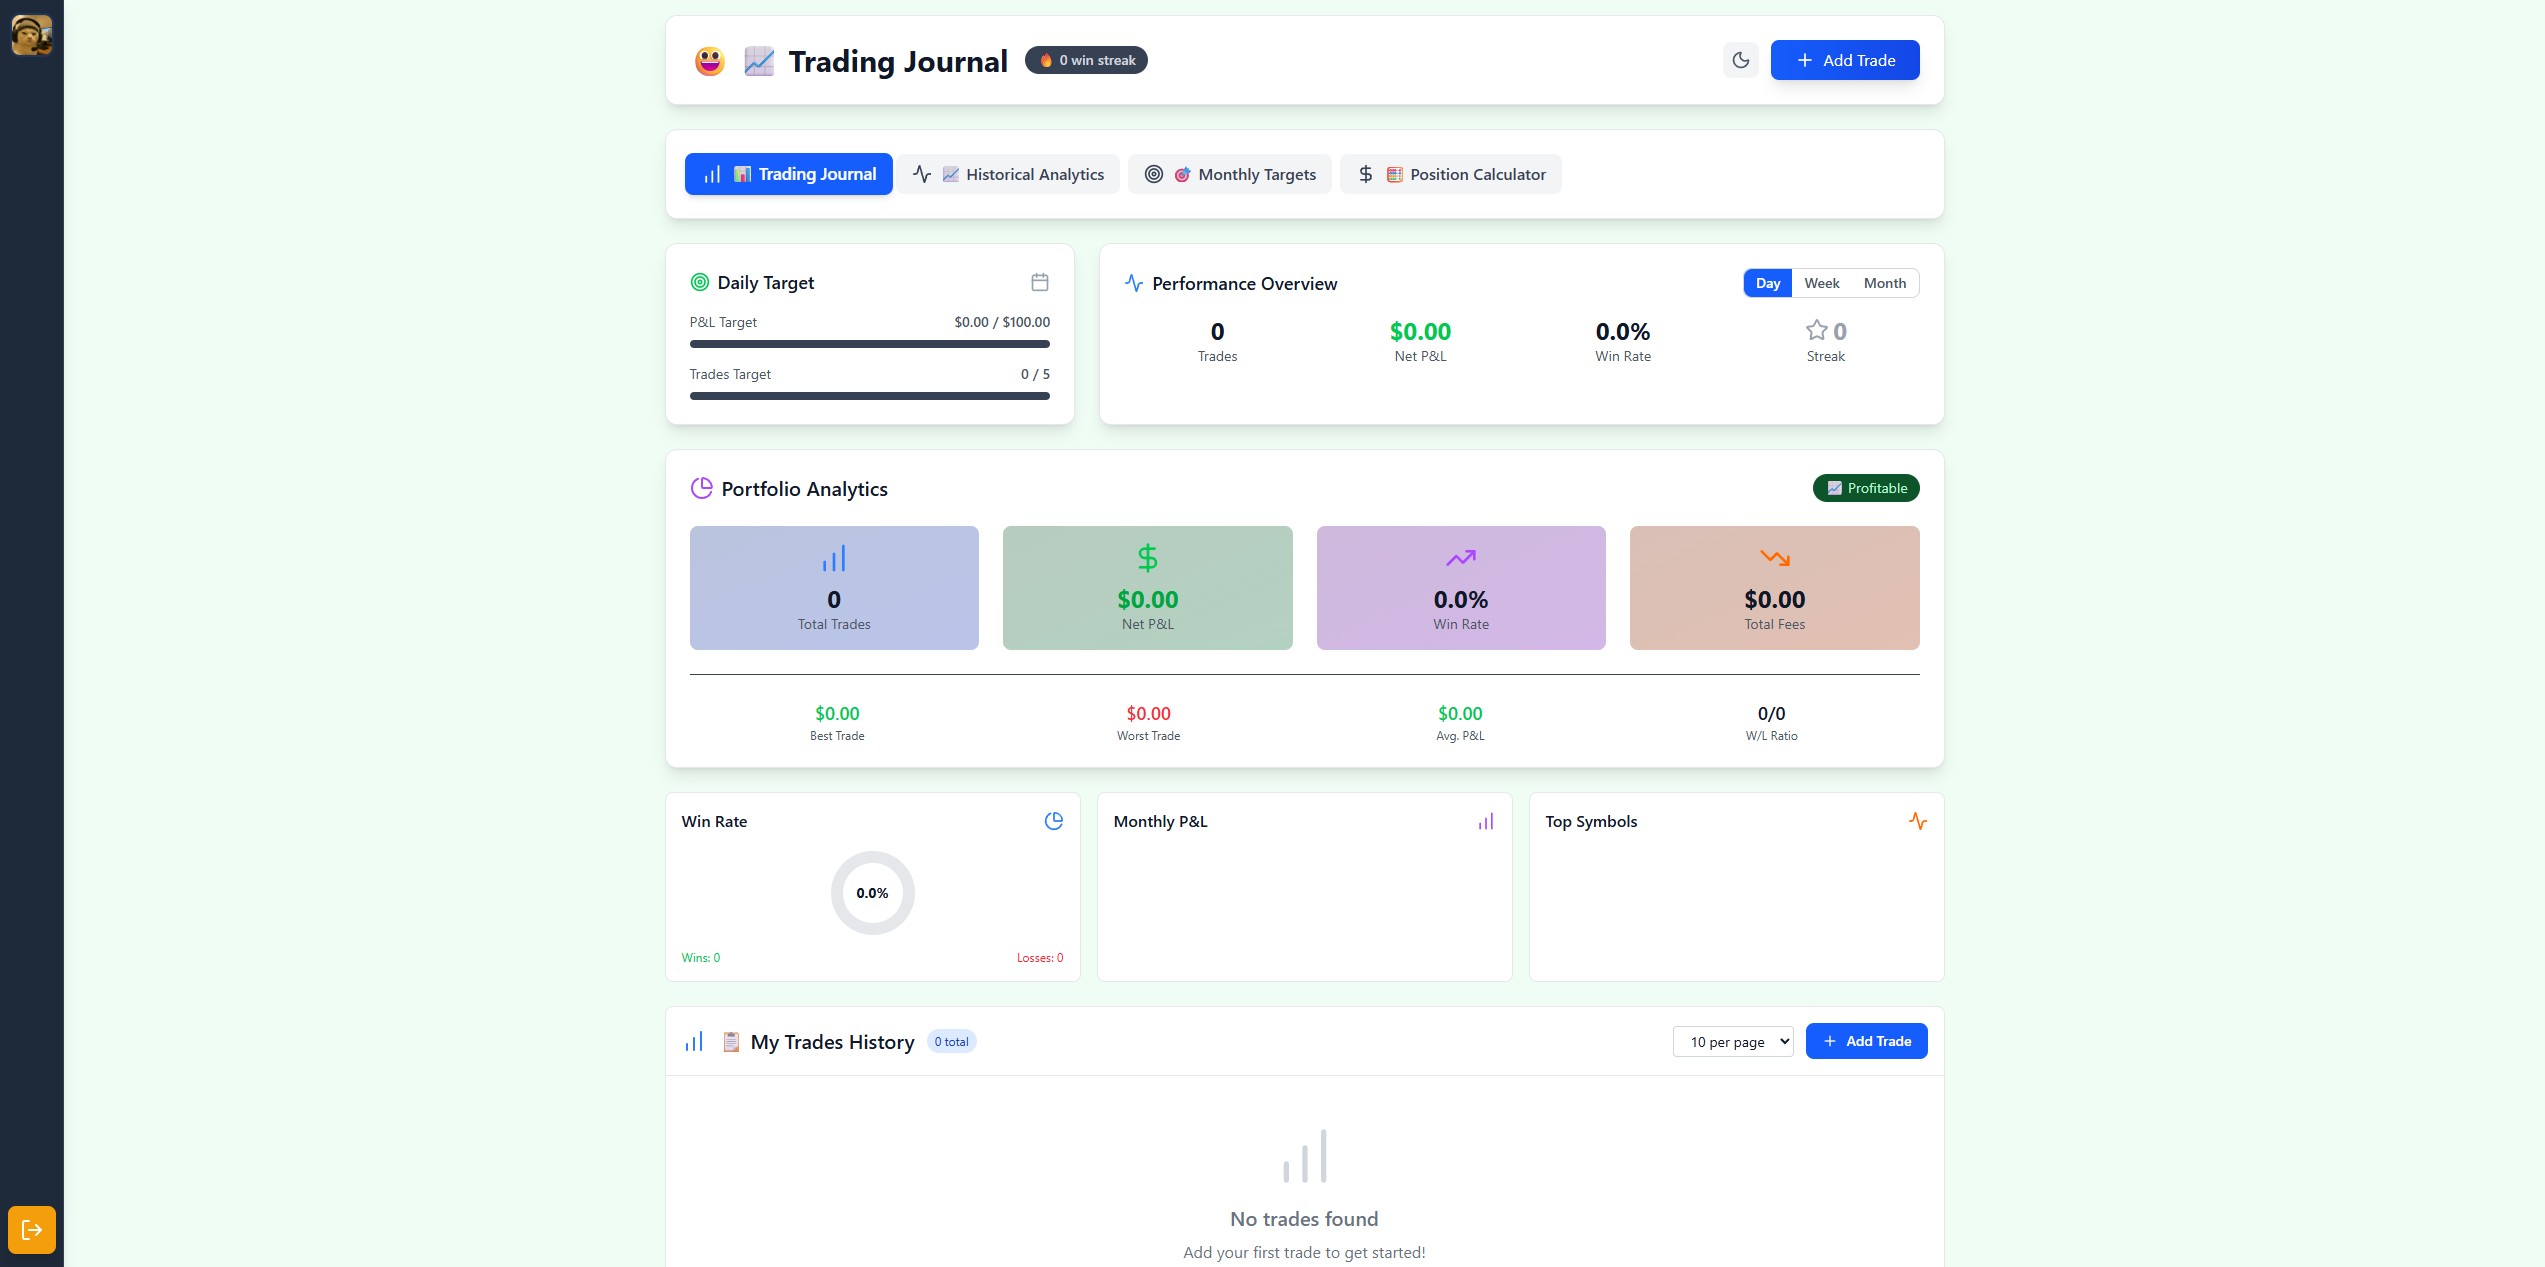 Trading Journal
0 win streak
Add Trade
Trading Journal
Historical Analytics
Monthly Targets
Position Calculator
Daily Target
P&L Target
$0.00 / $100.00
Trades Target
0 / 5
Performance Overview
Day
Week
Month
0
Trades
$0.00
Net P&L
0.0%
Win Rate
0
Streak
Portfolio Analytics
Profitable
0
Total Trades
$0.00
Net P&L
0.0%
Win Rate
$0.00
Total Fees
$0.00
Best Trade
$0.00
Worst Trade
$0.00
Avg. P&L
0/0
W/L Ratio
Win Rate
0.0%
Wins: 0
Losses: 0
Monthly P&L
Top Symbols
My Trades History
0 total
10 per page
Add Trade
No trades found
Add your first trade to get started!